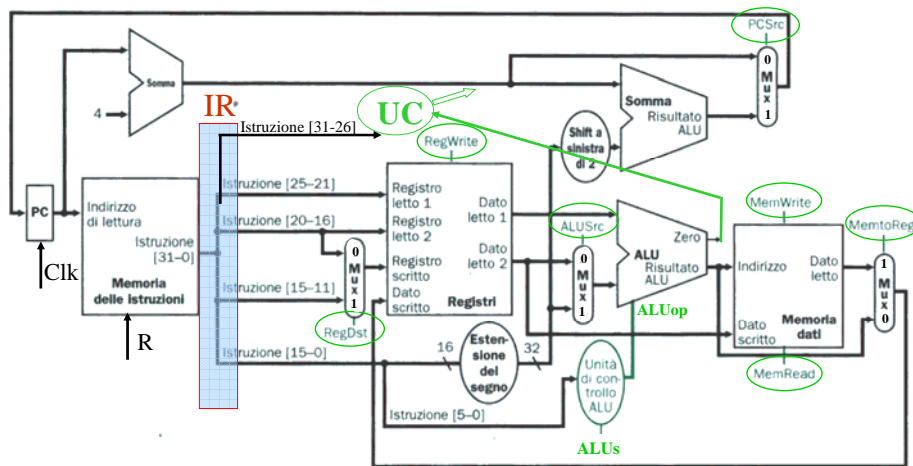 PCSrc
0
Mux
1
Somma
4
IR*
UC
Istruzione [31-26]
Somma
Risultato
ALU
Shift a
sinistra
di 2
RegWrite
Istruzione [25–21]
Istruzione [20–16]
Istruzione [15–11]
Istruzione [15–0]
Istruzione [5–0]
PC
Clk
Indirizzo
di lettura
Istruzione
[31–0]
Memoria
delle Istruzioni
R
0
Mux
1
RegDst
Registro
letto 1
Registro
letto 2
Registro
scritto
Dato
scritto
Dato
letto 1
Dato
letto 2
Registri
ALUSrc
0
Mux
1
Zero
ALU
Risultato
ALU
ALUop
MemWrite
Indirizzo
Dato
letto
Dato
scritto
Memoria
dati
MemRead
MemtoReg
1
Mux
0
16
Estensione
del
segno
32
Unità
di con-
trollo
ALU
ALUs